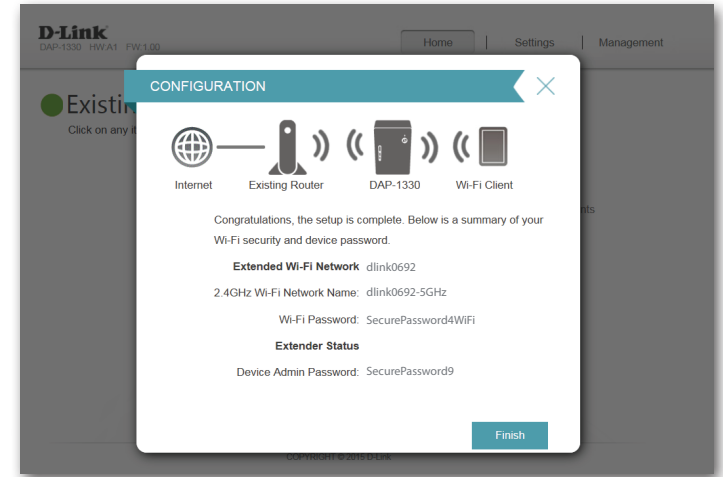 D-Link
DAP-1330 HW:A1 FW:1.00
Home | Settings | Management
CONFIGURATION
Click on any
Internet Existing Router DAP-1330 Wi-Fi Client
Congratulations, the setup is complete. Below is a summary of your
Wi-Fi security and device password.
Extended Wi-Fi Network dlink0692
2.4GHz Wi-Fi Network Name: dlink0692-5GHz
Wi-Fi Password: SecurePassword4WiFi
Extender Status
Device Admin Password: SecurePassword9
Finish
COPYRIGHT © 2015 D-Link